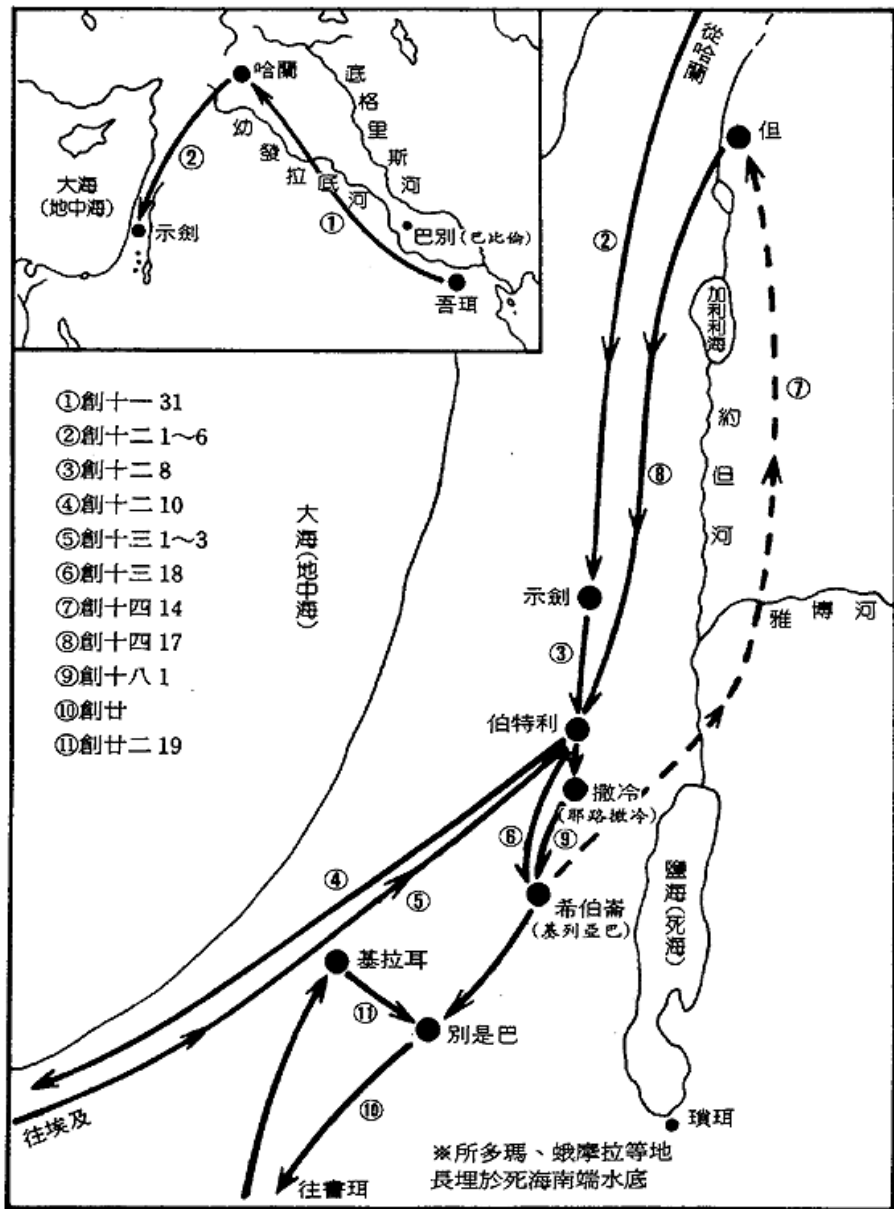 哈蘭
底格里斯河
幼發拉底河
②
大海
(地中海)
示劍
①
巴別(巴比倫)
吾珥
從哈蘭
但
②
加利利海
⑦
約但河
⑧
①創十一 31
②創十二 1～6
③創十二 8
④創十二 10
⑤創十三 1～3
⑥創十三 18
⑦創十四 14
⑧創十四 17
⑨創十八 1
⑩創廿
⑪創廿二 19
大海(地中海)
示劍
雅博河
③
伯特利
撒冷
(耶路撒冷)
⑥
⑨
④
⑤
希伯崙
(基列亞巴)
鹽海(死海)
基拉耳
⑪
別是巴
⑩
往埃及
往書珥
瑣珥
※所多瑪、蛾摩拉等地
長埋於死海南端水底